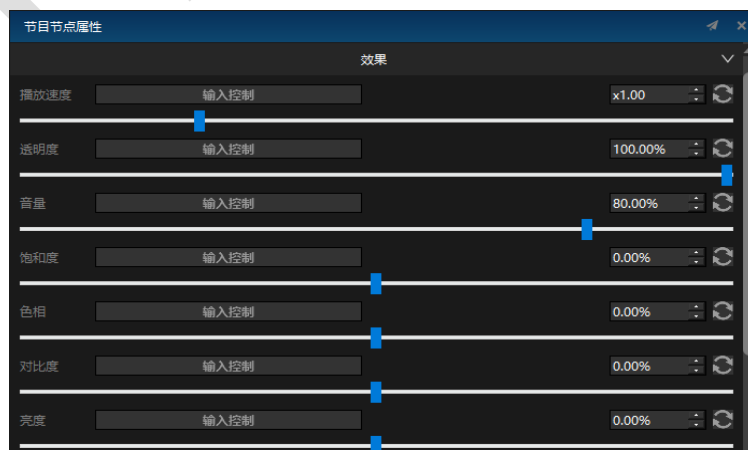 节目节点属性
效果
播放速度 输入控制 x1.00
透明度 输入控制 100.00%
音量 输入控制 80.00%
饱和度 输入控制 0.00%
色相 输入控制 0.00%
对比度 输入控制 0.00%
亮度 输入控制 0.00%